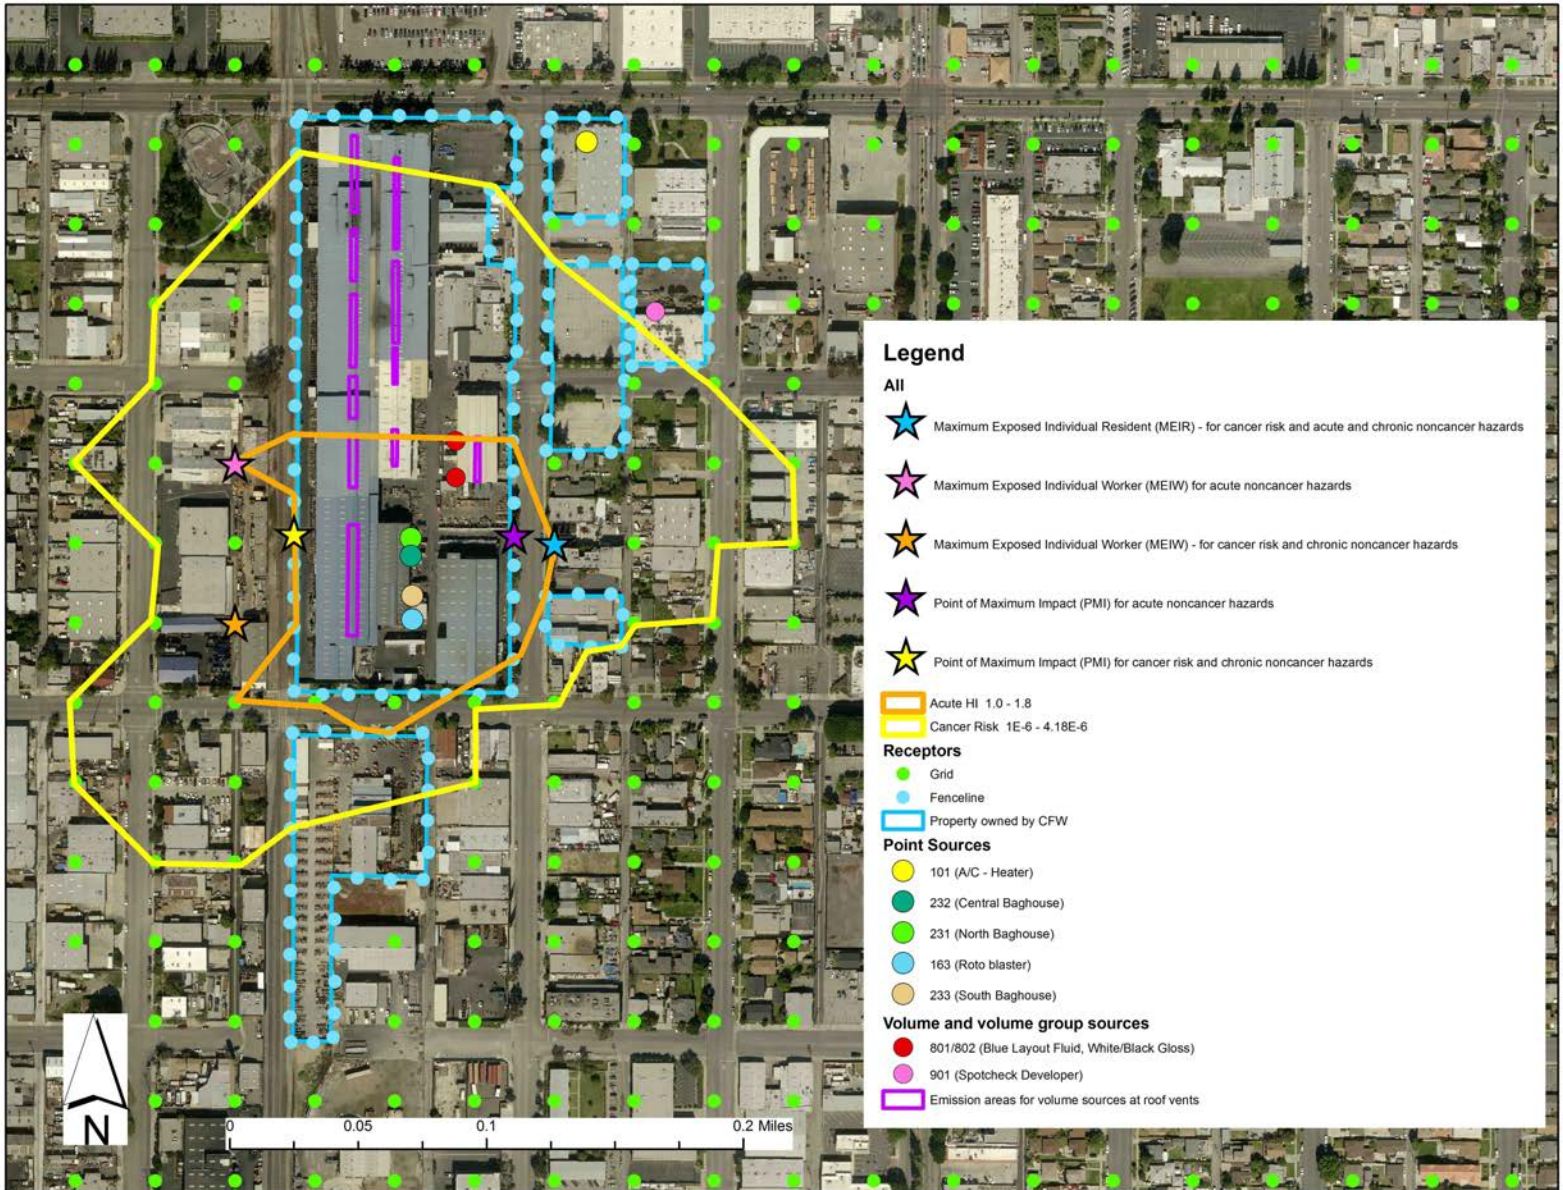 Legend
All
Maximum Exposed Individual Resident (MEIR) - for cancer risk and acute and chronic noncancer hazards
Maximum Exposed Individual Worker (MEIW) for acute noncancer hazards
Maximum Exposed Individual Worker (MEIW) - for cancer risk and chronic noncancer hazards
Point of Maximum Impact (PMI) for acute noncancer hazards
Point of Maximum Impact (PMI) for cancer risk and chronic noncancer hazards
Acute HI 1.0 - 1.8
Cancer Risk 1E-6 - 4.18E-6
Receptors
Grid
Fenceline
Property owned by CFW
Point Sources
101 (A/C - Heater)
232 (Central Baghouse)
231 (North Baghouse)
163 (Roto blaster)
233 (South Baghouse)
Volume and volume group sources
801/802 (Blue Layout Fluid, White/Black Gloss)
901 (Spotcheck Developer)
Emission areas for volume sources at roof vents
N
0 0.05 0.1 0.2 Miles